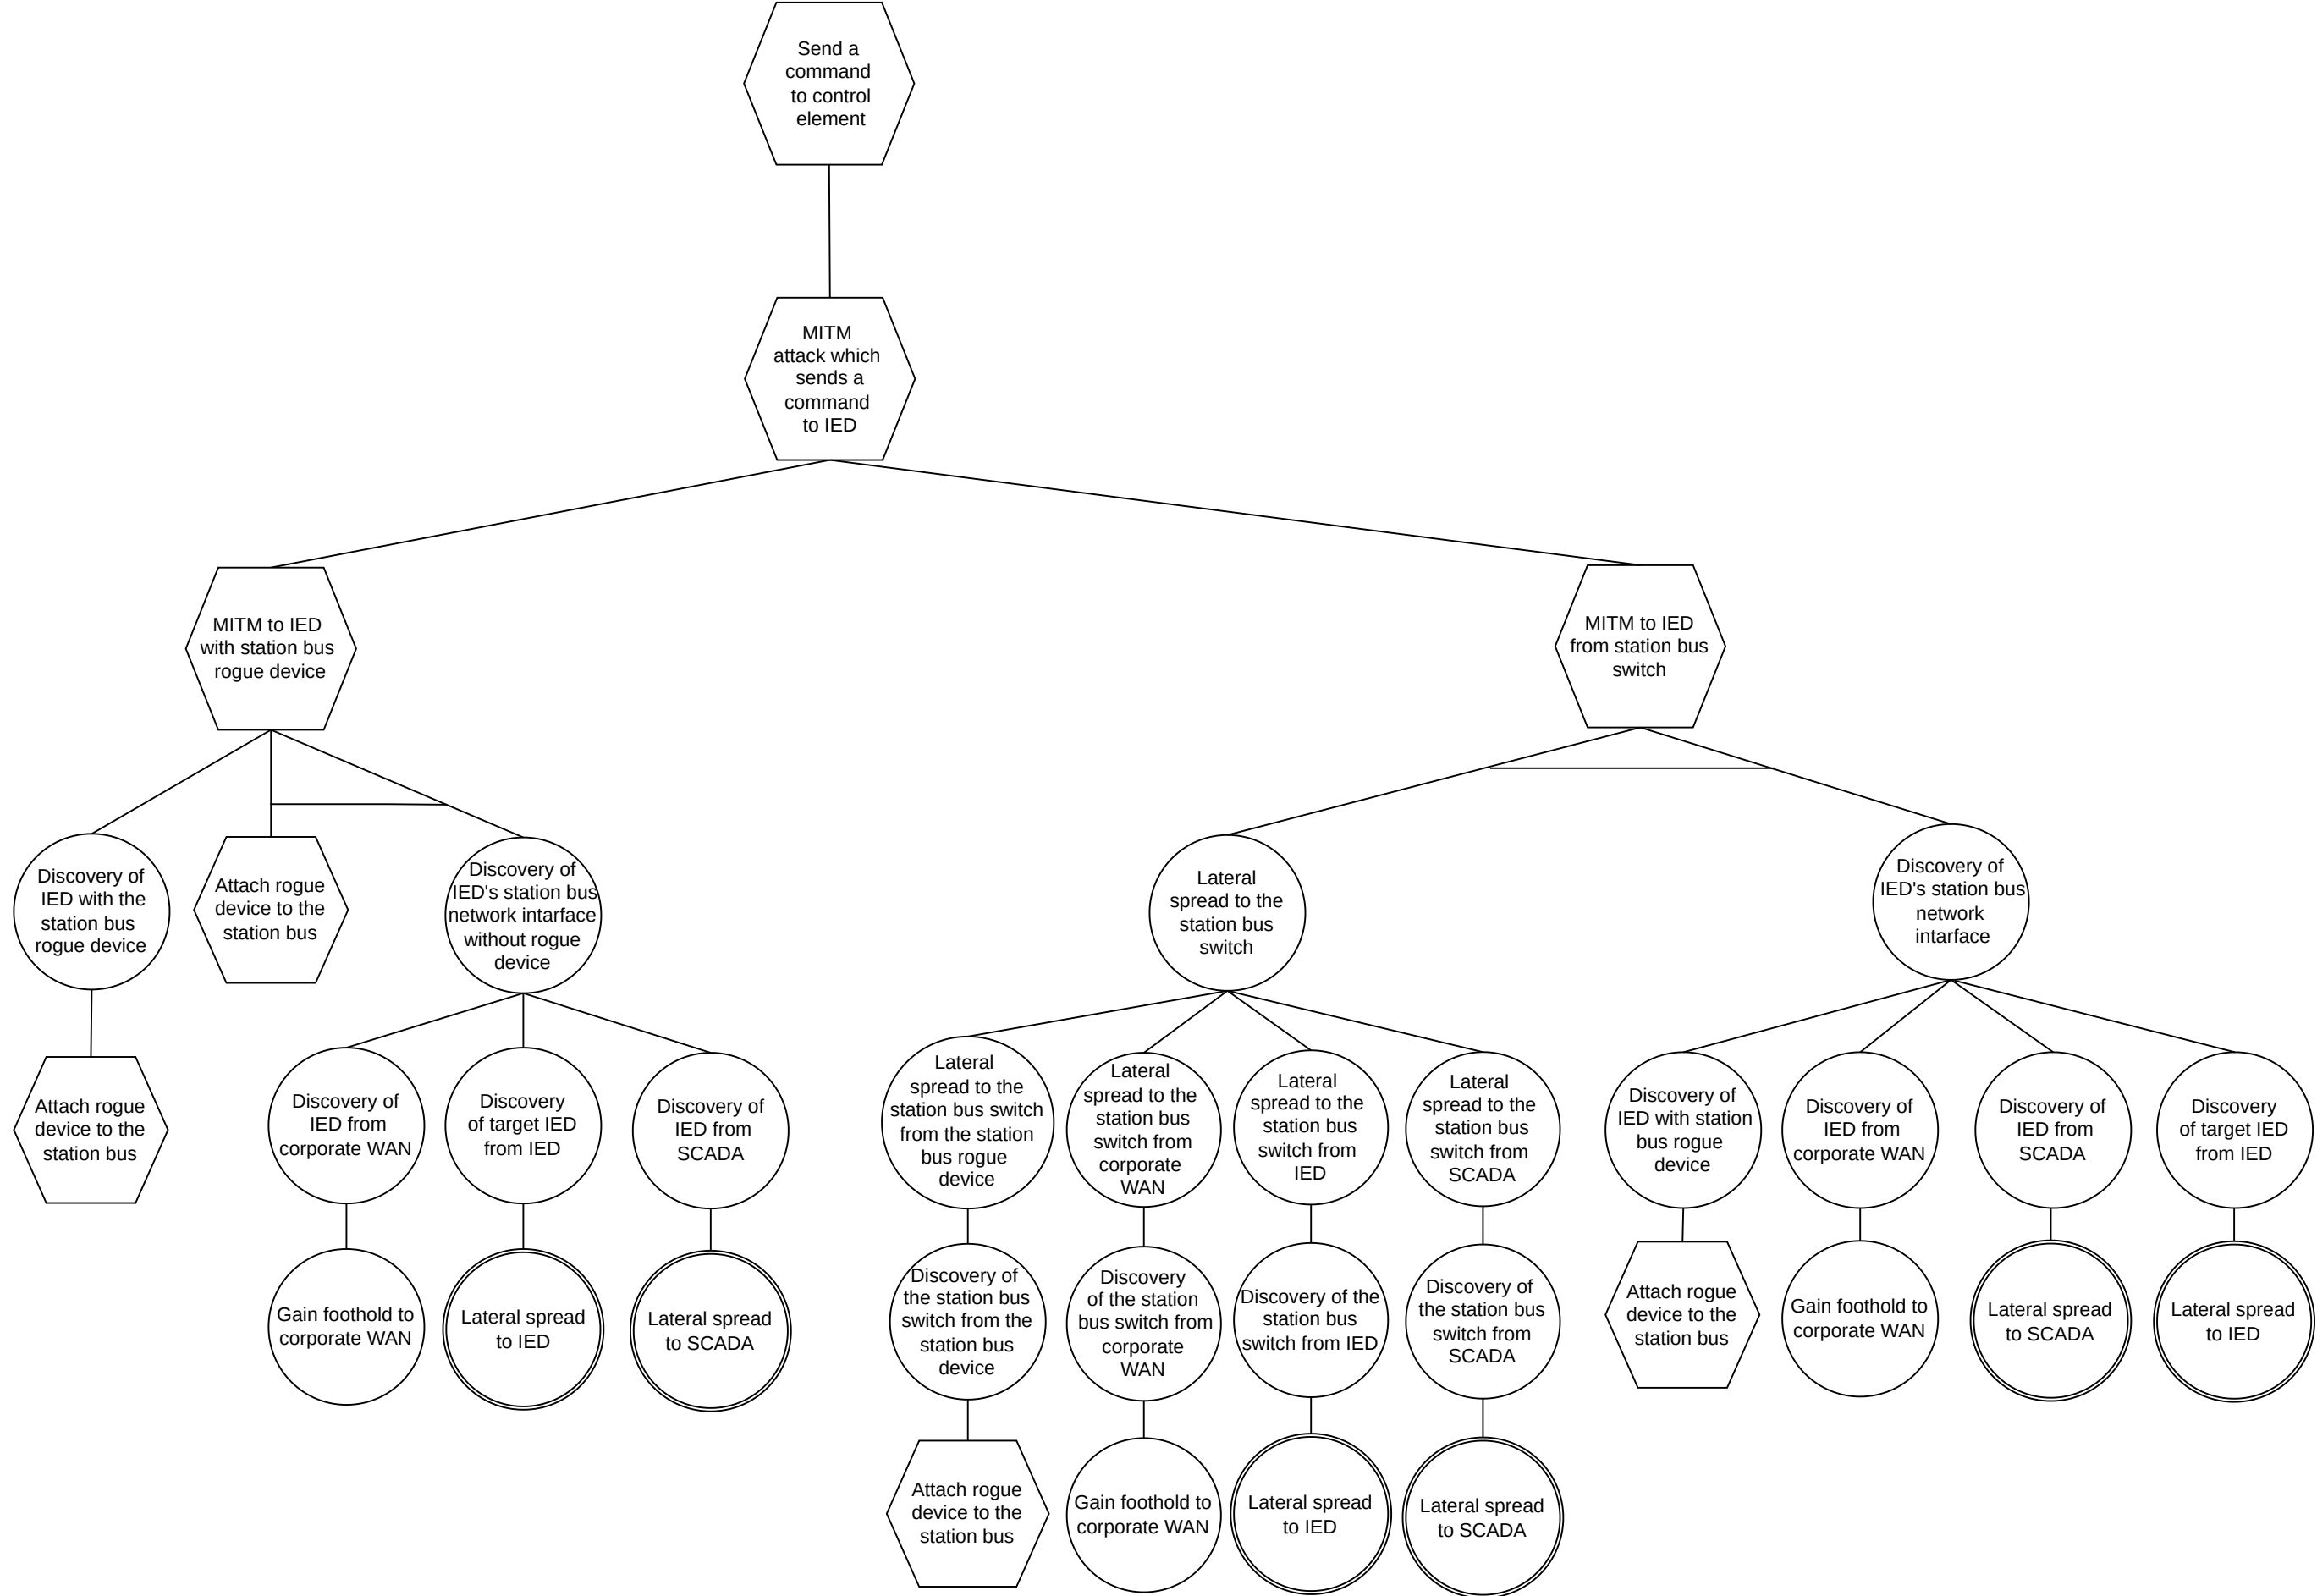 Send a
command
to control
element
MITM
attack which
sends a
command
to IED
MITM to IED
with station bus
rogue device
MITM to IED
from station bus
switch
Discovery of
IED with the
station bus
rogue device
Attach rogue
device to the
station bus
Discovery of
IED's station bus
network intarface
without rogue
device
Lateral
spread to the
station bus
switch
Discovery of
IED's station bus
network
intarface
Attach rogue
device to the
station bus
Discovery of
IED from
corporate WAN
Discovery
of target IED
from IED
Discovery of
IED from
SCADA
Lateral
spread to the
station bus switch
from the station
bus rogue
device
Lateral
spread to the
station bus
switch from
corporate
WAN
Lateral
spread to the
station bus
switch from
IED
Lateral
spread to the
station bus
switch from
SCADA
Discovery of
IED with station
bus rogue
device
Discovery of
IED from
corporate WAN
Discovery of
IED from
SCADA
Discovery
of target IED
from IED
Gain foothold to
corporate WAN
Lateral spread
to IED
Lateral spread
to SCADA
Discovery of
the station bus
switch from the
station bus
device
Discovery
of the station
bus switch from
corporate
WAN
Discovery of the
station bus
switch from IED
Discovery of
the station bus
switch from
SCADA
Attach rogue
device to the
station bus
Gain foothold to
corporate WAN
Lateral spread
to SCADA
Lateral spread
to IED
Attach rogue
device to the
station bus
Gain foothold to
corporate WAN
Lateral spread
to IED
Lateral spread
to SCADA